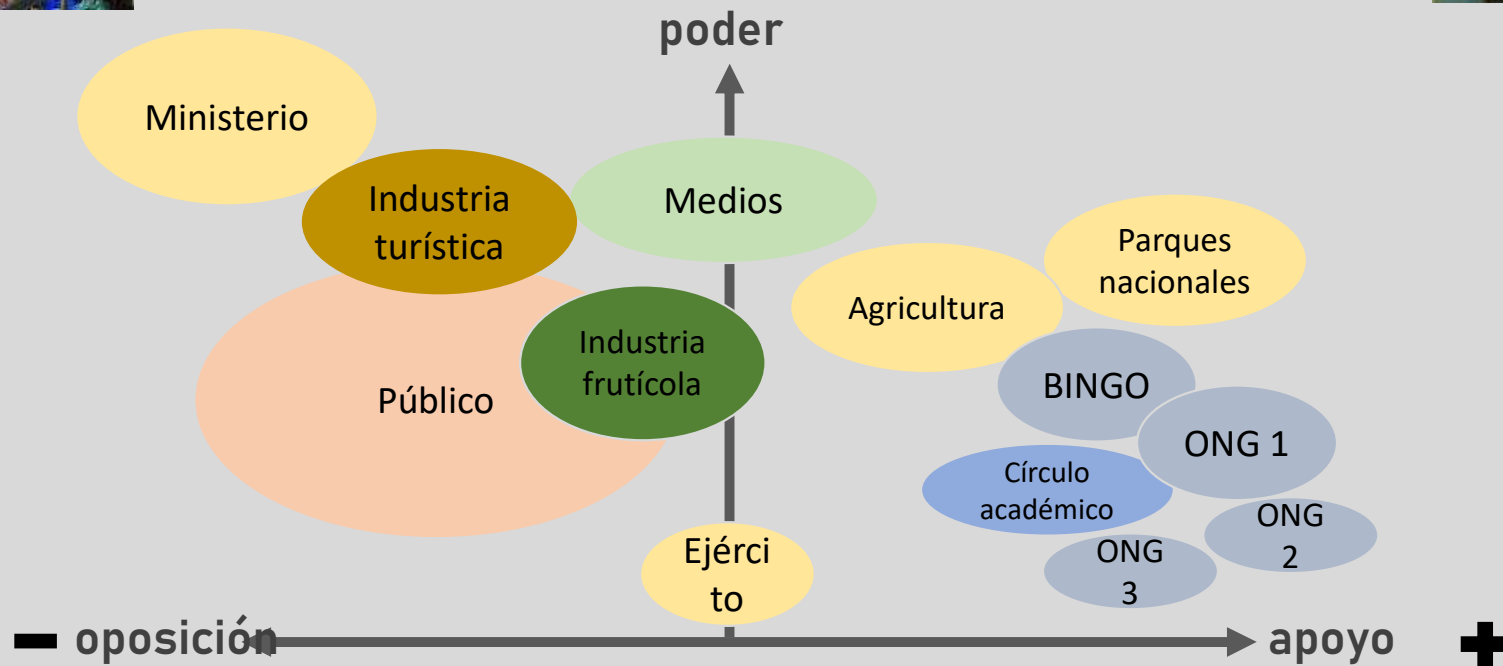 poder
Ministerio
Industria
turística
Medios
Parques
nacionales
Agricultura
Industria
frutícola
Público
BINGO
ONG 1
Círculo
académico
ONG
2
ONG
3
Ejérci
to
- oposición
apoyo +